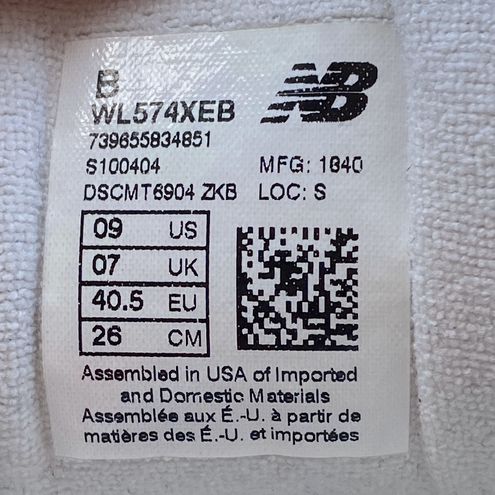 B
NB
WL574XEB
739655834851
S100404 MFG: 1640
DSCMT6904 ZKB LOC: S
09 US
07 UK
40.5 EU
26 CM
Assembled in USA of Imported
and Domestic Materials
Assemblée aux É.-U. à partir de
matières des É.-U. et importées